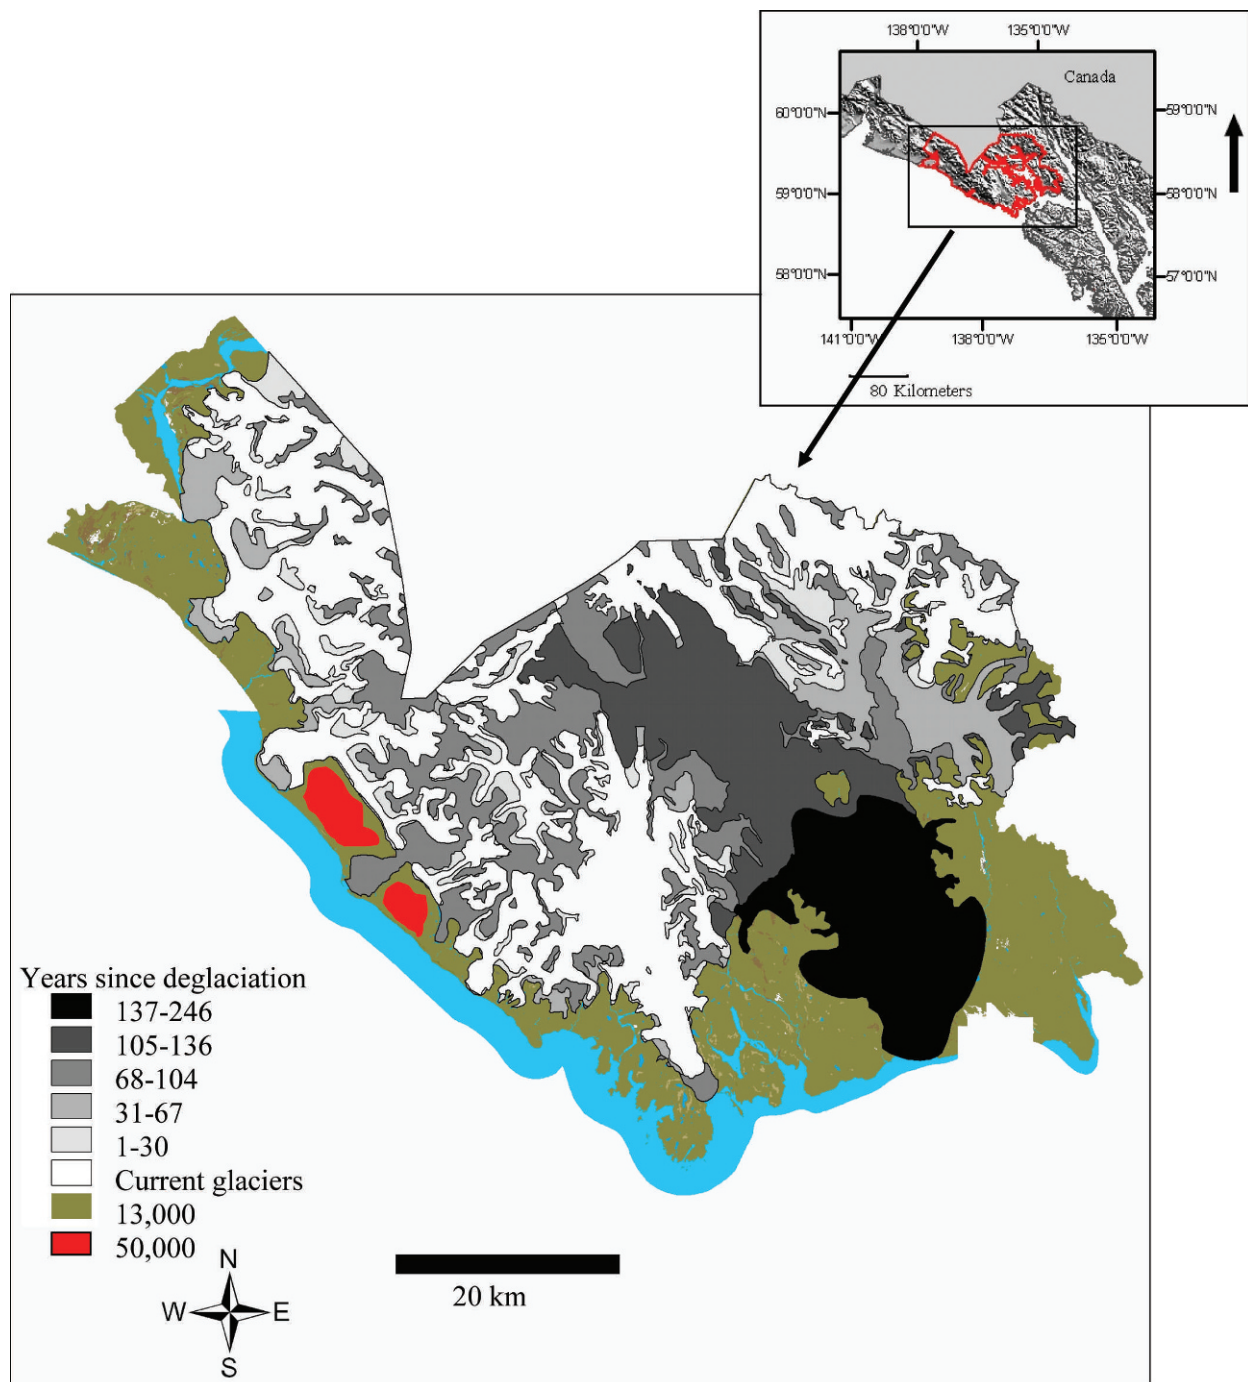 138°0'0"W
135°0'0"W
Canada
60°0'0"N
59°0'0"N
59°0'0"N
58°0'0"N
58°0'0"N
57°0'0"N
141°0'0"W
138°0'0"W
135°0'0"W
80 Kilometers
Years since deglaciation
137-246
105-136
68-104
31-67
1-30
Current glaciers
13,000
50,000
N
W E
S
20 km